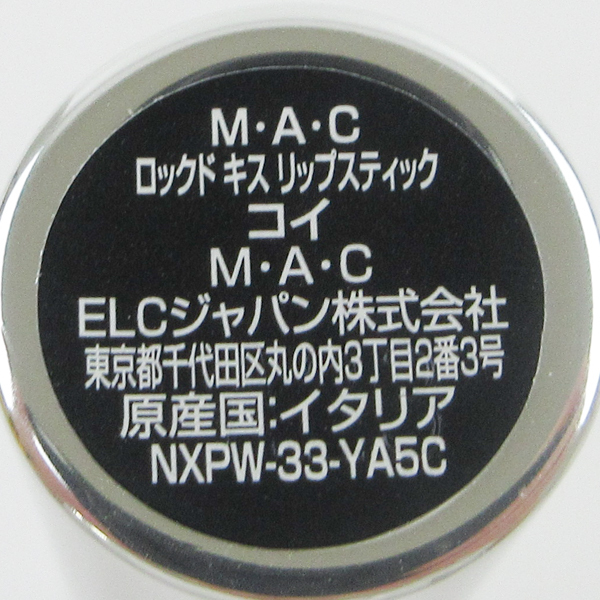 M・A・C
ロックド キス リップスティック
コイ
M・A・C
ELCジャパン株式会社
東京都千代田区丸の内3丁目2番3号
原産国:イタリア
NXPW-33-YA5C